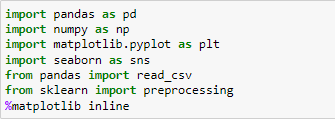 import pandas as pd
import numpy as np
import matplotlib.pyplot as plt
import seaborn as sns
from pandas import read_csv
from sklearn import preprocessing
%matplotlib inline